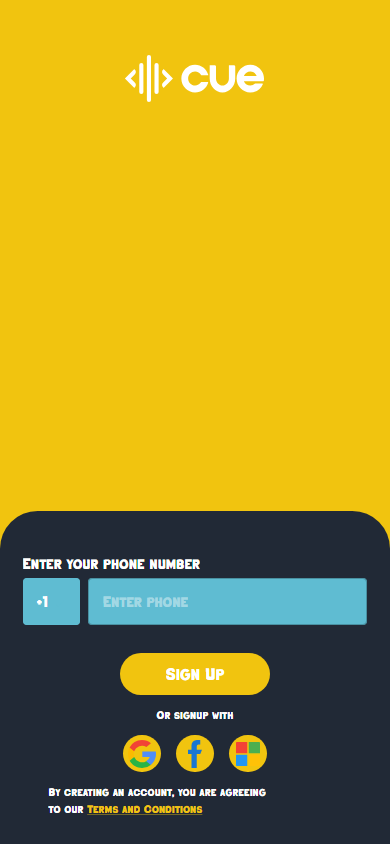 cue
Enter your phone number
+1
Enter phone
Sign Up
Or signup with
By creating an account, you are agreeing
to our Terms and Conditions